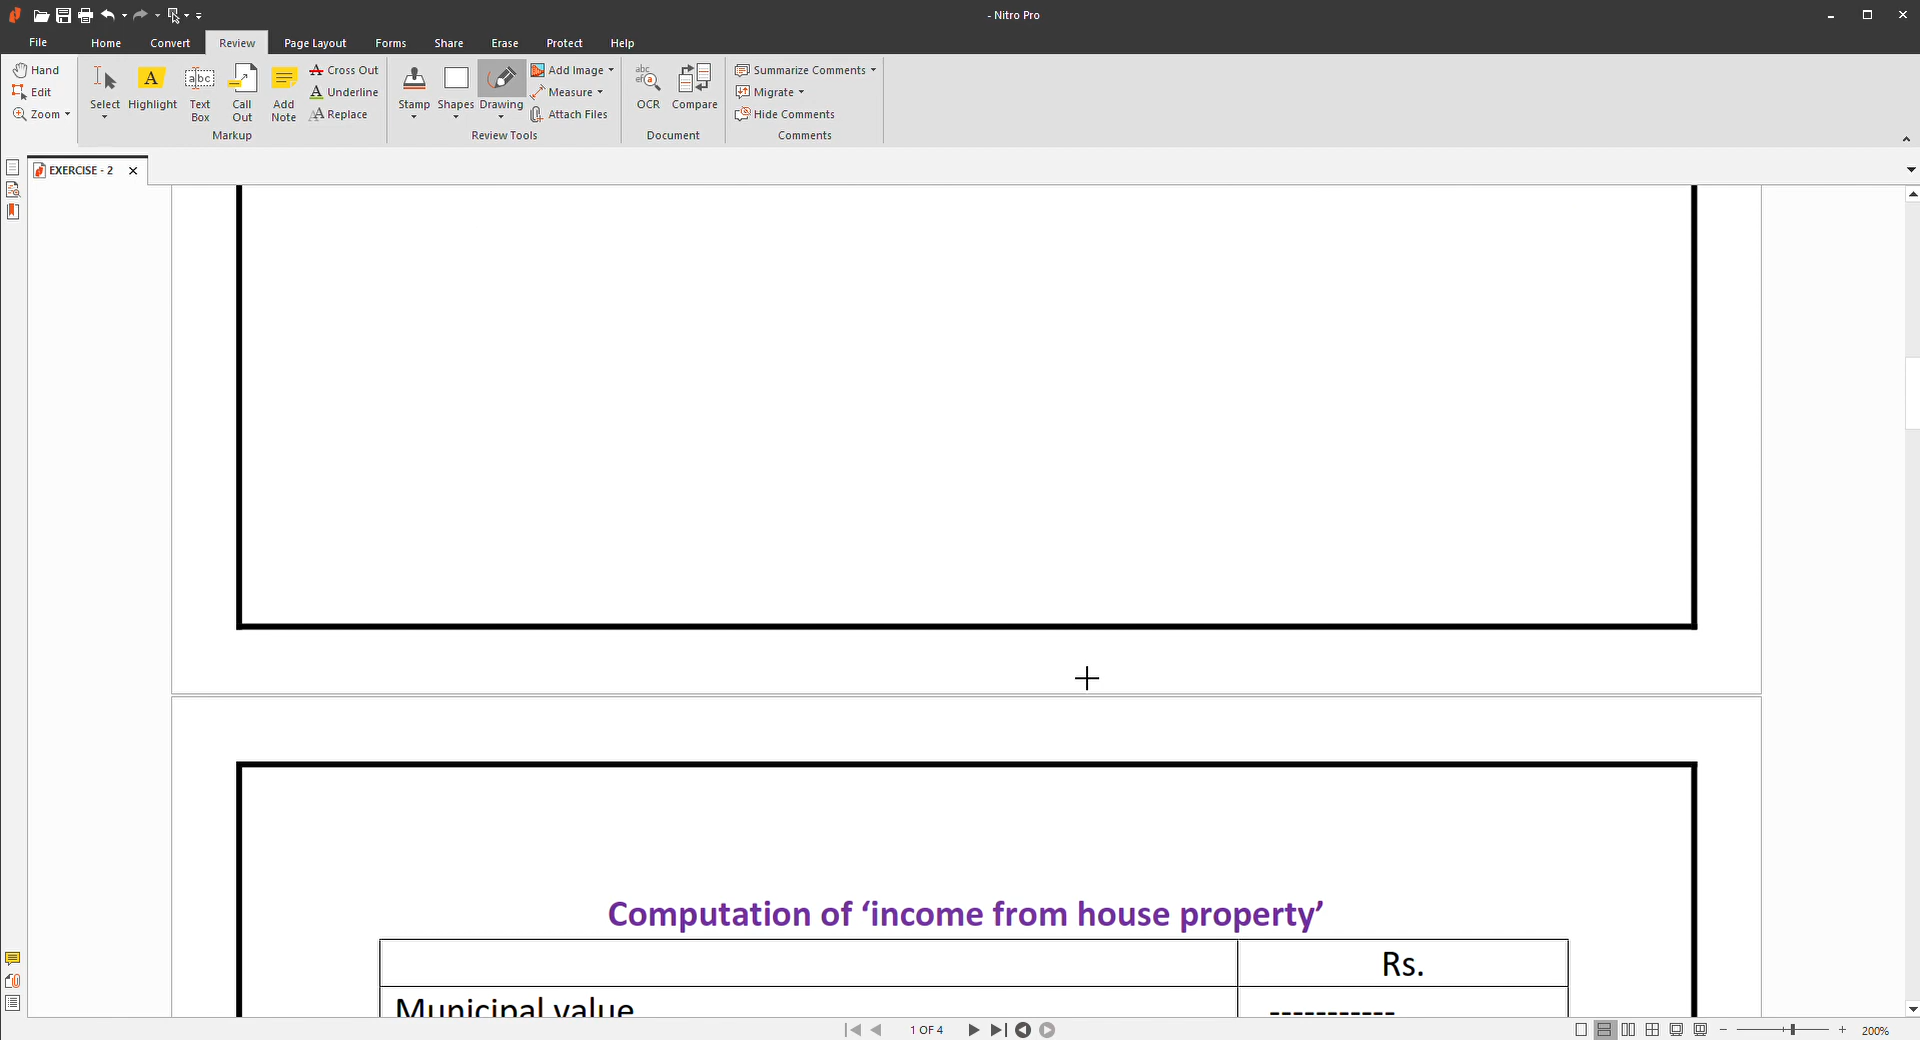 - Nitro Pro
File Home Convert Review Page Layout Forms Share Erase Protect Help
Hand
Edit
Zoom
Select
Highlight
Text Box
Call Out
Add Note
Cross Out
Underline
Replace
Markup
Stamp
Shapes
Drawing
Add Image
Measure
Attach Files
Review Tools
OCR
Compare
Document
Summarize Comments
Migrate
Hide Comments
Comments
EXERCISE - 2
Computation of ‘income from house property’
Rs.
Municipal value -----------
1 OF 4
200%